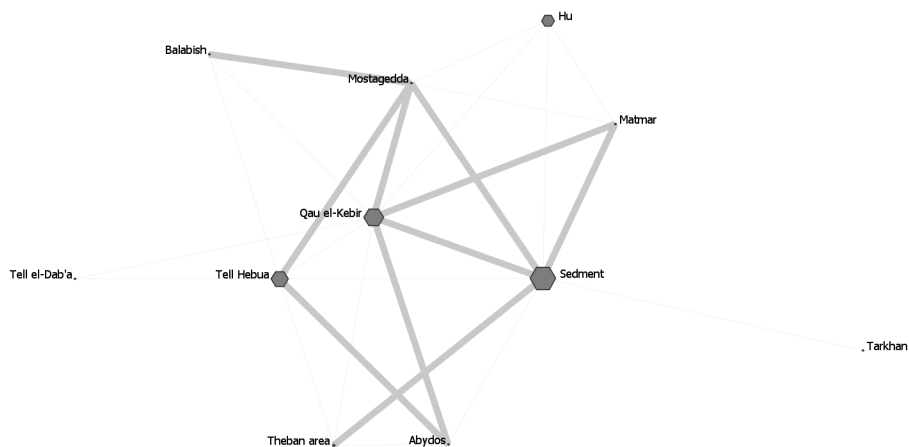 Hu
Balabish
Mostagedda
Matmar
Qau el-Kebir
Tell el-Dab'a
Tell Hebua
Sedment
Tarkhan
Theban area
Abydos